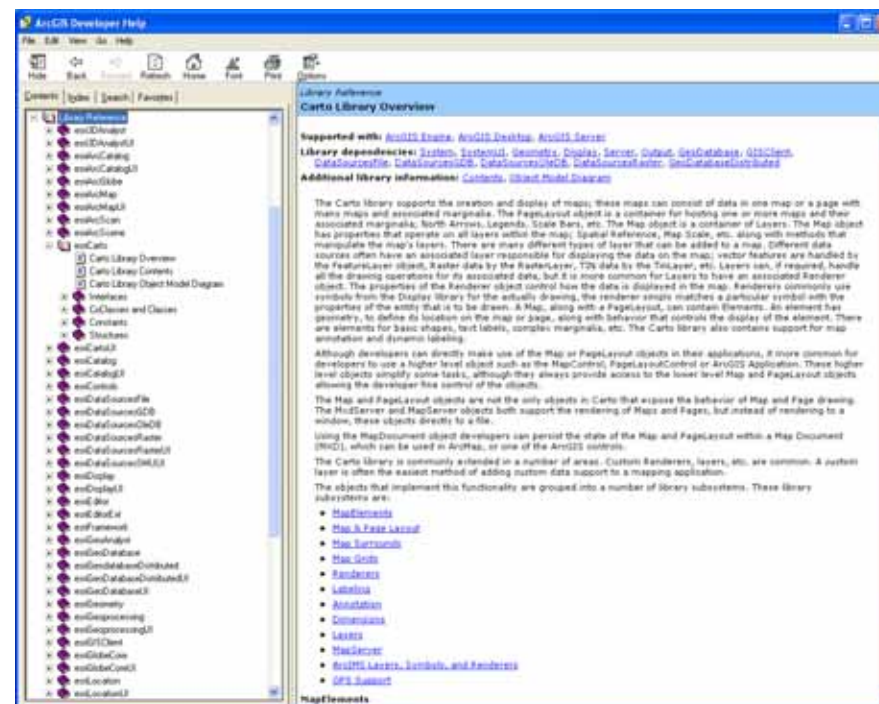 ArcGIS Developer Help
File Edit View Go Help
Hide Back Forward Refresh Home Font Print Options
Contents Index Search Favorites
Library Reference
esri3DAnalyst
esri3DAnalystUI
esriArcCatalog
esriArcCatalogUI
esriArcGlobe
esriArcMap
esriArcMapUI
esriArcScan
esriArcScene
esriCarto
Carto Library Overview
Carto Library Contents
Carto Library Object Model Diagram
Interfaces
CoClasses and Classes
Constants
Structures
esriCartoUI
esriCatalog
esriCatalogUI
esriControls
esriDataSourcesFile
esriDataSourcesGDB
esriDataSourcesOleDB
esriDataSourcesRaster
esriDataSourcesRasterUI
esriDisplay
esriDisplayUI
esriEditor
esriEditorExt
esriFramework
esriGeoAnalyst
esriGeoDatabase
esriGeodatabaseDistributed
esriGeoDatabaseDistributedUI
esriGeoDatabaseUI
esriGeometry
esriGeoprocessing
esriGeoprocessingUI
esriGISClient
esriGlobeCore
esriGlobeCoreUI
esriLocation
esriLocationUI
Library Reference
Carto Library Overview
Supported with: ArcGIS Engine, ArcGIS Desktop, ArcGIS Server
Library dependencies: System, SystemUI, Geometry, Display, Server, Output, GeoDatabase, GISClient,
DataSourcesFile, DataSourcesGDB, DataSourcesOleDB, DataSourcesRaster, GeoDatabaseDistributed
Additional library information: Contents, Object Model Diagram
The Carto library supports the creation and display of maps; these maps can consist of data in one map or a page with
many maps and associated marginalia. The PageLayout object is a container for hosting one or more maps and their
associated marginalia; North Arrows, Legends, Scale Bars, etc. The Map object is a container of Layers. The Map object
has properties that operate on all layers within the map; Spatial Reference, Map Scale, etc. along with methods that
manipulate the map's layers. There are many different types of layer that can be added to a map. Different data
sources often have an associated layer responsible for displaying the data on the map; vector features are handled by
the FeatureLayer object, Raster data by the RasterLayer, TIN data by the TinLayer, etc. Layers can, if required, handle
all the drawing operations for its associated data, but it is more common for Layers to have an associated Renderer
object. The properties of the Renderer object control how the data is displayed in the map. Renderers commonly use
symbols from the Display library for the actually drawing, the renderer simply matches a particular symbol with the
properties of the entity that is to be drawn. A Map, along with a PageLayout, can contain Elements. An element has
geometry, to define its location on the map or page, along with behavior that controls the display of the element. There
are elements for basic shapes, text labels, complex marginalia, etc. The Carto library also contains support for map
annotation and dynamic labeling.
Although developers can directly make use of the Map or PageLayout objects in their applications, it more common for
developers to use a higher level object such as the MapControl, PageLayoutControl or ArcGIS Application. These higher
level objects simplify some tasks, although they always provide access to the lower level Map and PageLayout objects
allowing the developer fine control of the objects.
The Map and PageLayout objects are not the only objects in Carto that expose the behavior of Map and Page drawing.
The MxdServer and MapServer objects both support the rendering of Maps and Pages, but instead of rendering to a
window, these objects directly to a file.
Using the MapDocument object developers can persist the state of the Map and PageLayout within a Map Document
(MXD), which can be used in ArcMap, or one of the ArcGIS controls.
The Carto library is commonly extended in a number of areas. Custom Renderers, layers, etc. are common. A custom
layer is often the easiest method of adding custom data support to a mapping application.
The objects that implement this functionality are grouped into a number of library subsystems. These library
subsystems are:
MapElements
Map & Page Layout
Map Surrounds
Map Grids
Renderers
Labeling
Annotation
Dimensions
Layers
MapServer
ArcIMS Layers, Symbols, and Renderers
GPS Support
MapElements